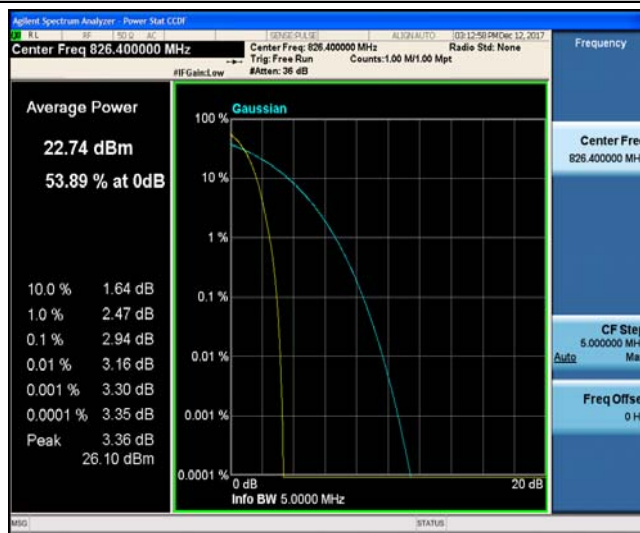 Agilent Spectrum Analyzer - Power Stat CCDF
RL RF 50 Ω AC SENSE:PULSE ALIGN AUTO 03:12:58 PM Dec 12, 2017
Center Freq 826.400000 MHz
Center Freq: 826.400000 MHz Radio Std: None
Trig: Free Run Counts:1.00 M/1.00 Mpt
#IFGain:Low #Atten: 36 dB
Frequency
Average Power
22.74 dBm
53.89 % at 0dB
10.0 % 1.64 dB
1.0 % 2.47 dB
0.1 % 2.94 dB
0.01 % 3.16 dB
0.001 % 3.30 dB
0.0001 % 3.35 dB
Peak 3.36 dB
26.10 dBm
Gaussian
100 %
10 %
1 %
0.1 %
0.01 %
0.001 %
0.0001 %
0 dB 20 dB
Info BW 5.0000 MHz
Center Fre
826.400000 MH
CF Step
5.000000 MH
Auto Ma
Freq Offse
0 H
MSG STATUS